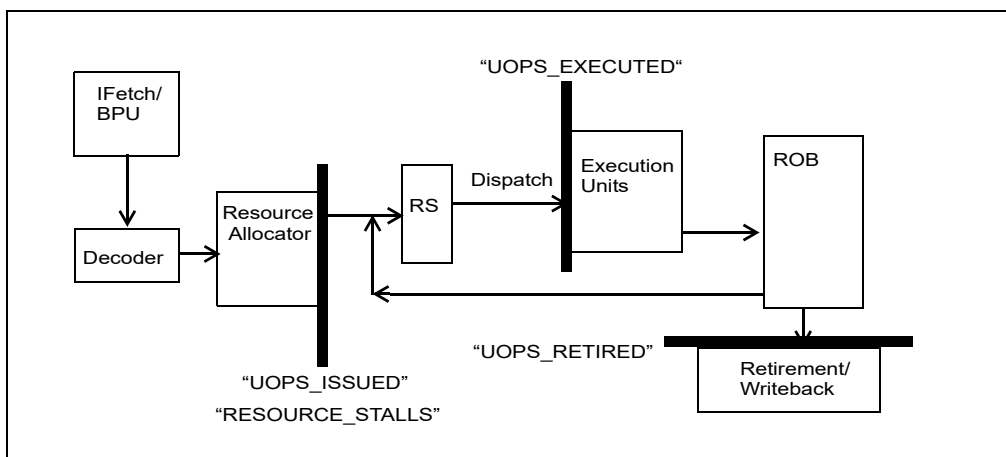 “UOPS_EXECUTED“
IFetch/
BPU
Execution
Units
ROB
Dispatch
RS
Resource
Allocator
Decoder
“UOPS_RETIRED”
Retirement/
Writeback
“UOPS_ISSUED”
“RESOURCE_STALLS”